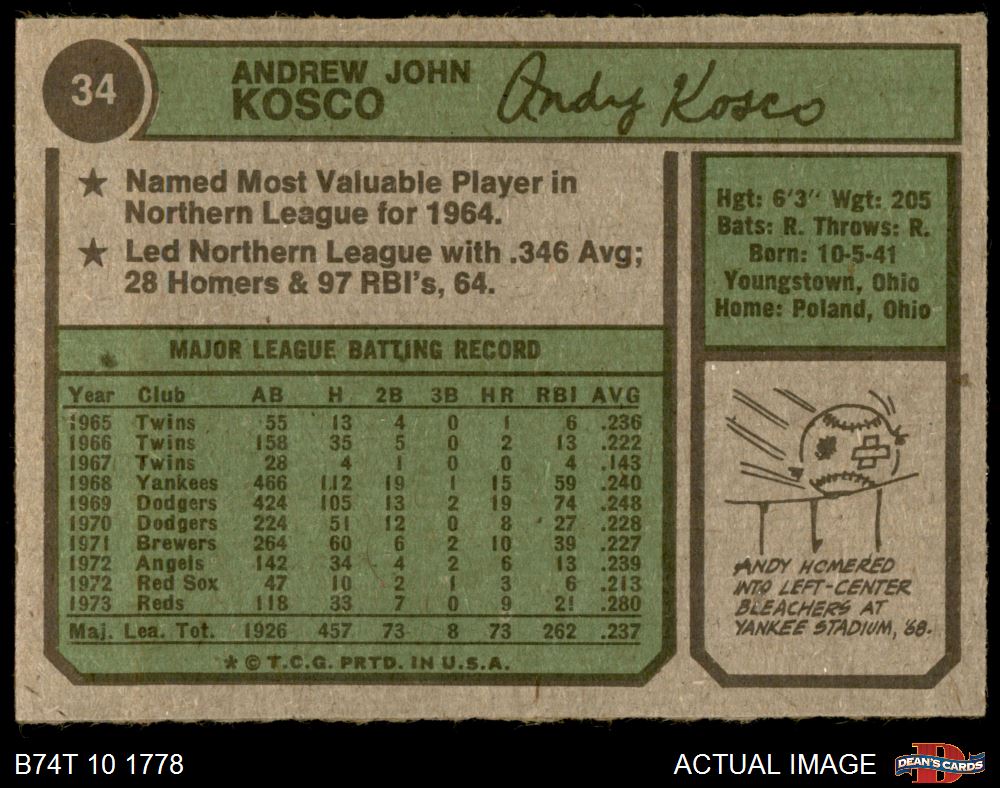 34
ANDREW JOHN
KOSCO
Andy Kosco
★ Named Most Valuable Player in
Northern League for 1964.
★ Led Northern League with .346 Avg;
28 Homers & 97 RBI's, 64.
Hgt: 6'3" Wgt: 205
Bats: R. Throws: R.
Born: 10-5-41
Youngstown, Ohio
Home: Poland, Ohio
MAJOR LEAGUE BATTING RECORD
Year Club AB H 2B 3B HR RBI AVG
1965 Twins 55 13 4 0 1 6 .236
1966 Twins 158 35 5 0 2 13 .222
1967 Twins 28 4 1 0 0 4 .143
1968 Yankees 466 112 19 1 15 59 .240
1969 Dodgers 424 105 13 2 19 74 .248
1970 Dodgers 224 51 12 0 8 27 .228
1971 Brewers 264 60 6 2 10 39 .227
1972 Angels 142 34 4 2 6 13 .239
1972 Red Sox 47 10 2 1 3 6 .213
1973 Reds 118 33 7 0 9 21 .280
Maj. Lea. Tot. 1926 457 73 8 73 262 .237
★ © T.C.G. PRTD. IN U.S.A.
ANDY HOMERED
INTO LEFT-CENTER
BLEACHERS AT
YANKEE STADIUM, '68.
B74T 10 1778
ACTUAL IMAGE
D
DEAN'S CARDS